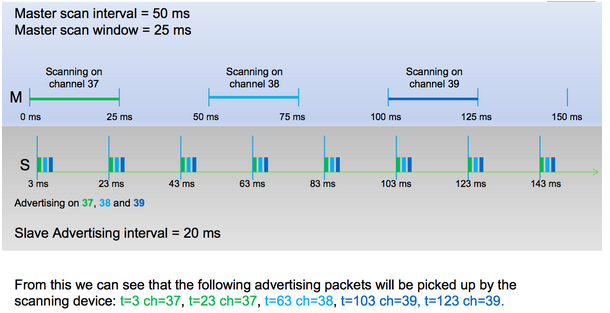 Master scan interval = 50 ms
Master scan window = 25 ms
Scanning on
channel 37
Scanning on
channel 38
Scanning on
channel 39
M
0 ms
25 ms
50 ms
75 ms
100 ms
125 ms
150 ms
S
3 ms
23 ms
43 ms
63 ms
83 ms
103 ms
123 ms
143 ms
Advertising on 37, 38 and 39
Slave Advertising interval = 20 ms
From this we can see that the following advertising packets will be picked up by the
scanning device: t=3 ch=37, t=23 ch=37, t=63 ch=38, t=103 ch=39, t=123 ch=39.